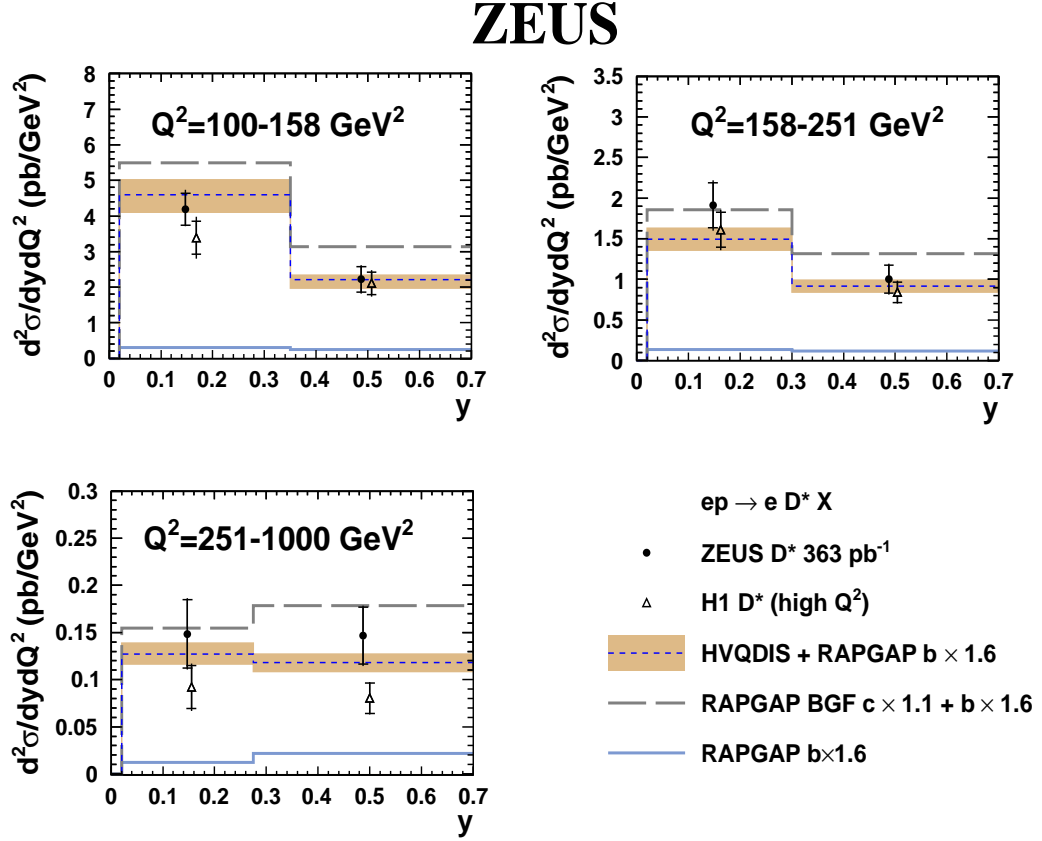 ZEUS
d²σ/dydQ² (pb/GeV²)
8
7
6
5
4
3
2
1
0
Q²=100-158 GeV²
0 0.1 0.2 0.3 0.4 0.5 0.6 0.7
y
d²σ/dydQ² (pb/GeV²)
3.5
3
2.5
2
1.5
1
0.5
0
Q²=158-251 GeV²
0 0.1 0.2 0.3 0.4 0.5 0.6 0.7
y
d²σ/dydQ² (pb/GeV²)
0.3
0.25
0.2
0.15
0.1
0.05
0
Q²=251-1000 GeV²
0 0.1 0.2 0.3 0.4 0.5 0.6 0.7
y
ep → e D* X
ZEUS D* 363 pb⁻¹
H1 D* (high Q²)
HVQDIS + RAPGAP b × 1.6
RAPGAP BGF c × 1.1 + b × 1.6
RAPGAP b×1.6